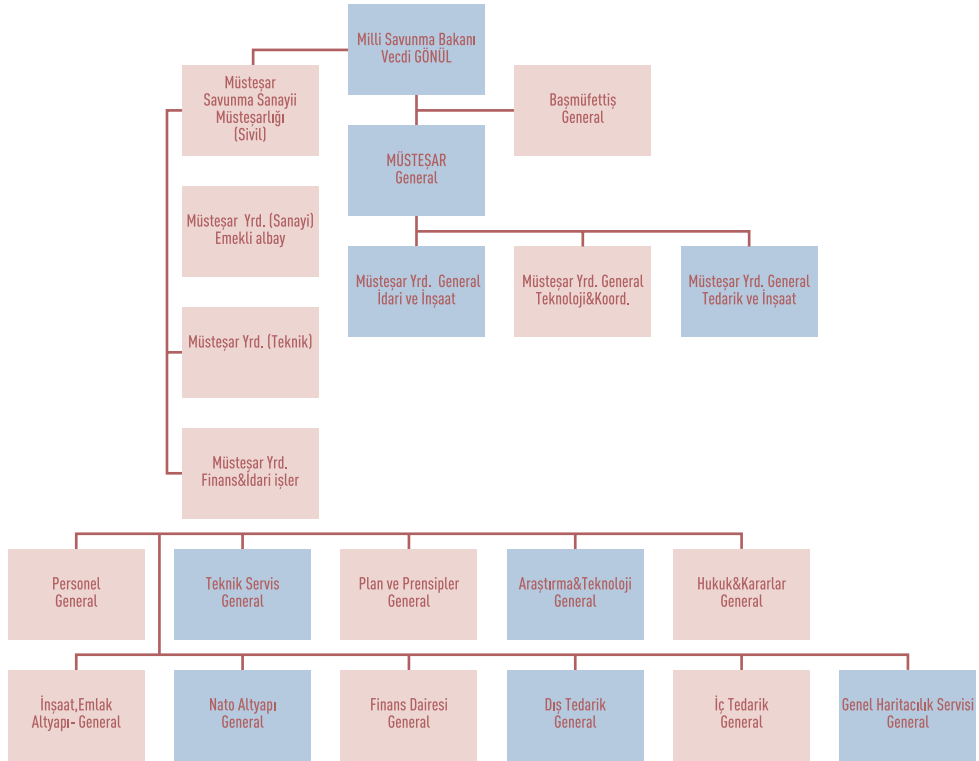 Milli Savunma Bakanı
Vecdi GÖNÜL
Müsteşar
Savunma Sanayii
Müsteşarlığı
(Sivil)
Başmüfettiş
General
MÜSTEŞAR
General
Müsteşar Yrd. (Sanayi)
Emekli albay
Müsteşar Yrd. General
İdari ve İnşaat
Müsteşar Yrd. General
Teknoloji&Koord.
Müsteşar Yrd. General
Tedarik ve İnşaat
Müsteşar Yrd. (Teknik)
Müsteşar Yrd.
Finans&İdari işler
Personel
General
Teknik Servis
General
Plan ve Prensipler
General
Araştırma&Teknoloji
General
Hukuk&Kararlar
General
İnşaat,Emlak
Altyapı- General
Nato Altyapı
General
Finans Dairesi
General
Dış Tedarik
General
İç Tedarik
General
Genel Haritacılık Servisi
General